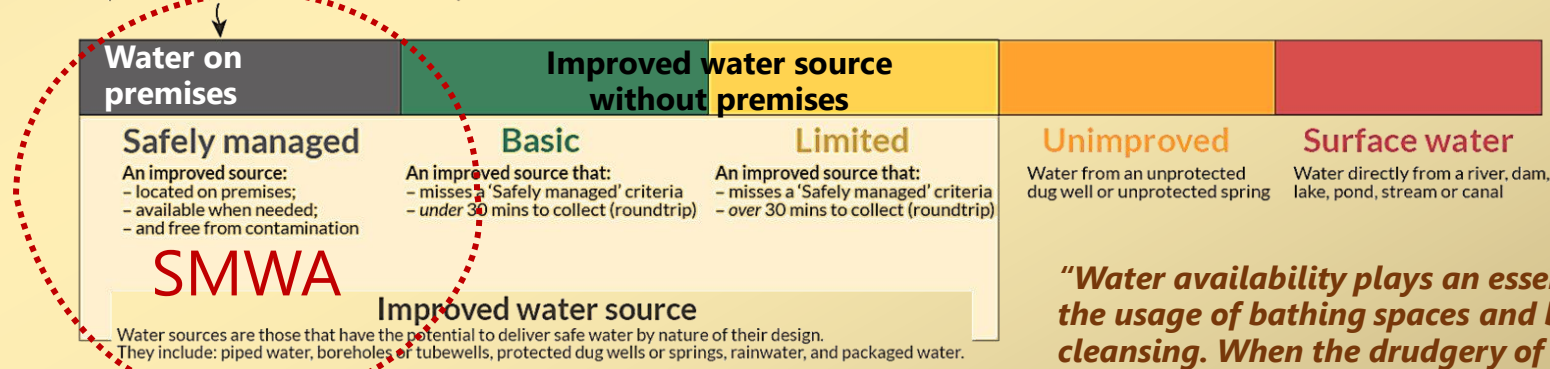 Water on
premises
Improved water source
without premises
Safely managed
An improved source:
– located on premises;
– available when needed;
– and free from contamination
SMWA
Basic
An improved source that:
– misses a ‘Safely managed’ criteria
– under 30 mins to collect (roundtrip)
Limited
An improved source that:
– misses a ‘Safely managed’ criteria
– over 30 mins to collect (roundtrip)
Unimproved
Water from an unprotected
dug well or unprotected spring
Surface water
Water directly from a river, dam,
lake, pond, stream or canal
Improved water source
Water sources are those that have the potential to deliver safe water by nature of their design.
They include: piped water, boreholes or tubewells, protected dug wells or springs, rainwater, and packaged water.
“Water availability plays an
the usage of bathing spaces and
cleansing. When the drudgery of